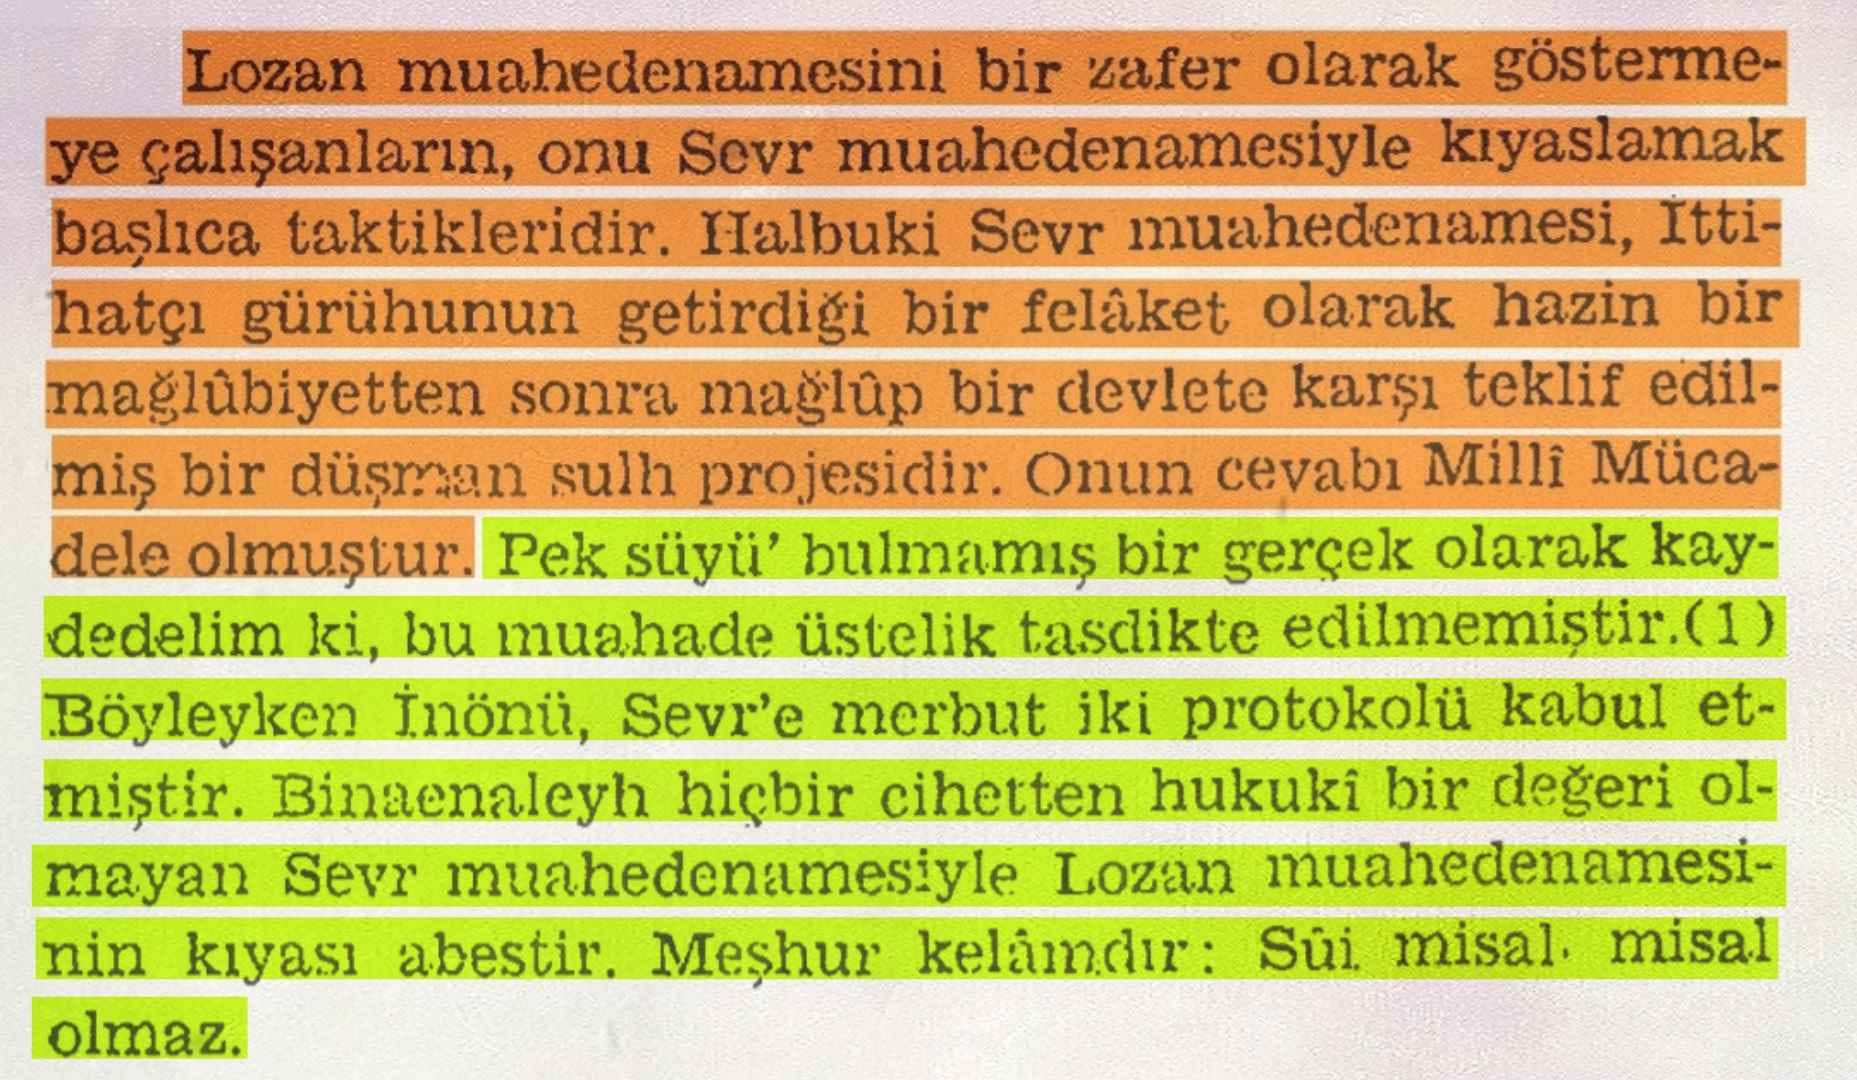 Lozan muahedenamesini bir zafer olarak gösterme-
ye çalışanların, onu Sevr muahedenamesiyle kıyaslamak
başlıca taktikleridir. Halbuki Sevr muahedenamesi, İtti-
hatçı gürühunun getirdiği bir felâket olarak hazin bir
mağlûbiyetten sonra mağlûp bir devlete karşı teklif edil-
miş bir düşman sulh projesidir. Onun cevabı Millî Müca-
dele olmuştur. Pek süyü' bulmamış bir gerçek olarak kay-
dedelim ki, bu muahade üstelik tasdikte edilmemiştir.(1)
Böyleyken İnönü, Sevr'e merbut iki protokolü kabul et-
miştir. Binaenaleyh hiçbir cihetten hukukî bir değeri ol-
mayan Sevr muahedenamesiyle Lozan muahedenamesi-
nin kıyası abestir. Meşhur kelâmdır: Sûi misal misal
olmaz.